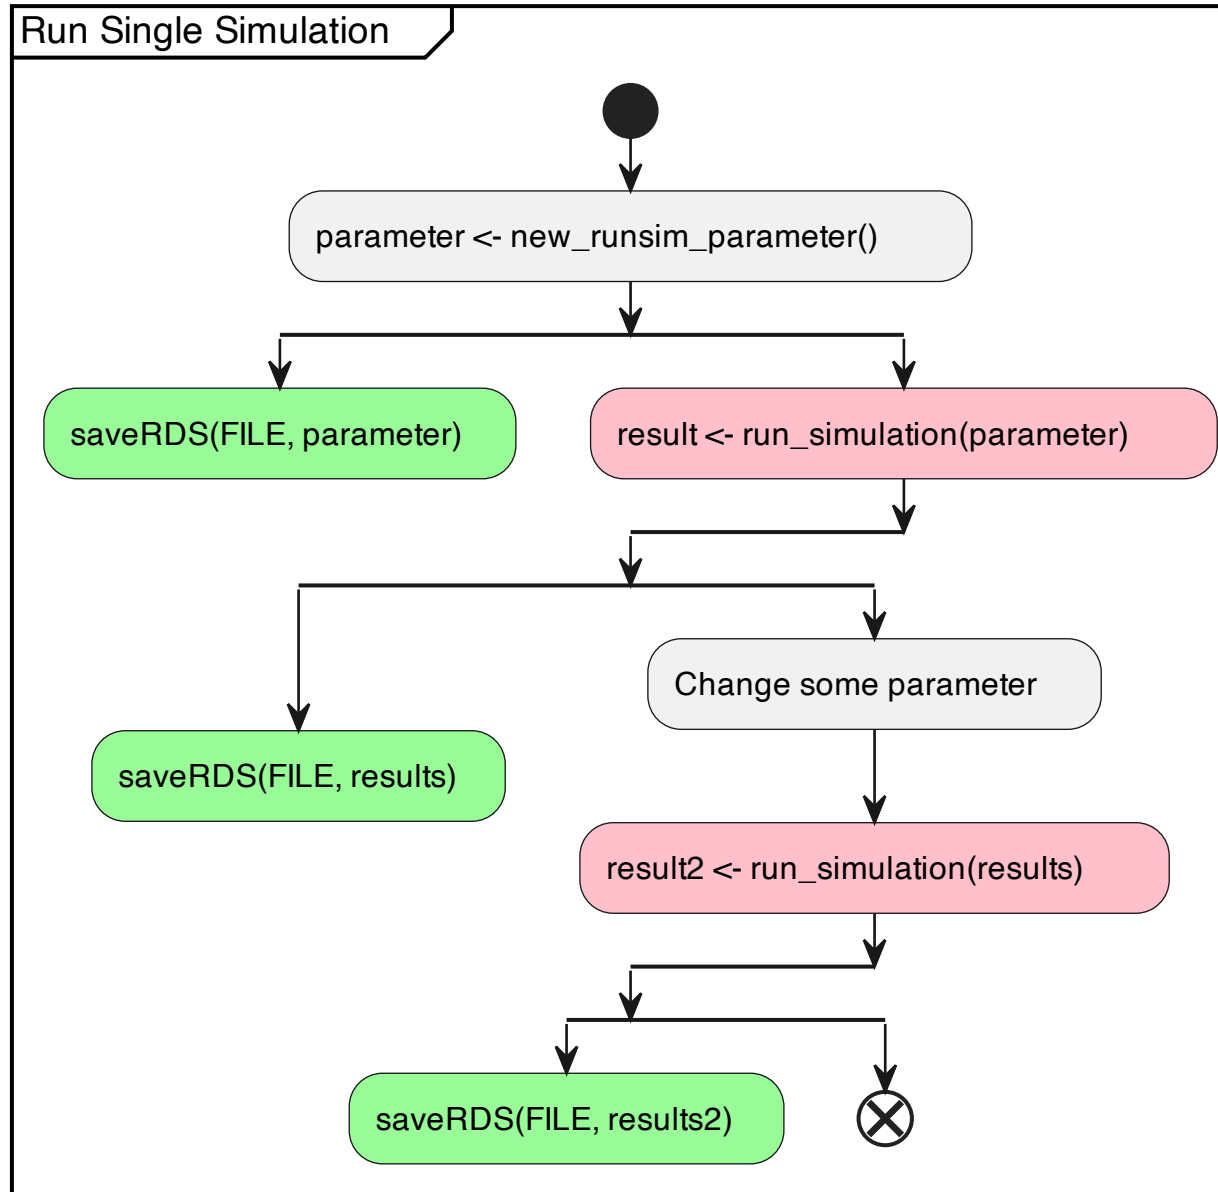 Run Single Simulation
parameter <- new_runsim_parameter()
saveRDS(FILE, parameter)
result <- run_simulation(parameter)
Change some parameter
saveRDS(FILE, results)
result2 <- run_simulation(results)
saveRDS(FILE, results2)